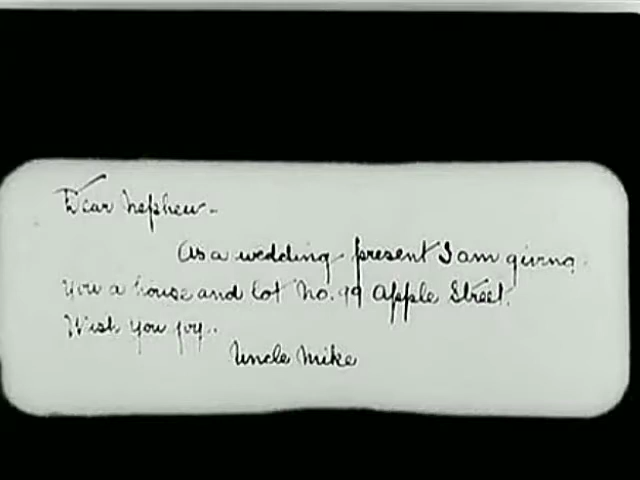 Dear Nephew-
As a wedding present I am giving
you a house and lot No. 99 Apple Street.
Wish you joy..
Uncle Mike